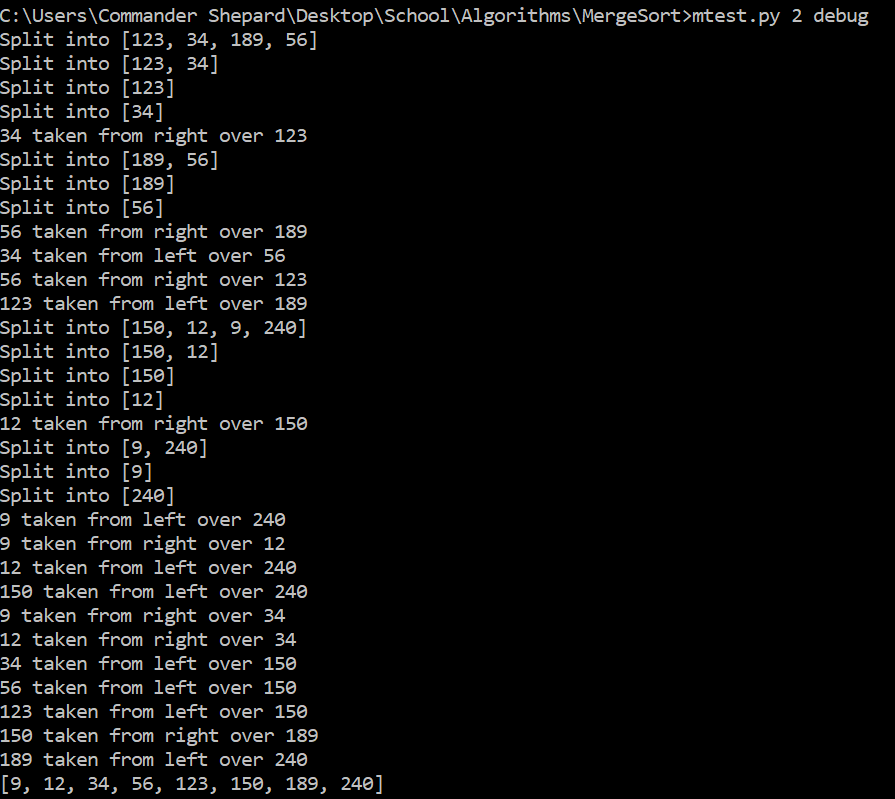 C:\Users\Commander Shepard\Desktop\School\Algorithms\MergeSort>mtest.py 2 debug
Split into [123, 34, 189, 56]
Split into [123, 34]
Split into [123]
Split into [34]
34 taken from right over 123
Split into [189, 56]
Split into [189]
Split into [56]
56 taken from right over 189
34 taken from left over 56
56 taken from right over 123
123 taken from left over 189
Split into [150, 12, 9, 240]
Split into [150, 12]
Split into [150]
Split into [12]
12 taken from right over 150
Split into [9, 240]
Split into [9]
Split into [240]
9 taken from left over 240
9 taken from right over 12
12 taken from left over 240
150 taken from left over 240
9 taken from right over 34
12 taken from right over 34
34 taken from left over 150
56 taken from left over 150
123 taken from left over 150
150 taken from right over 189
189 taken from left over 240
[9, 12, 34, 56, 123, 150, 189, 240]